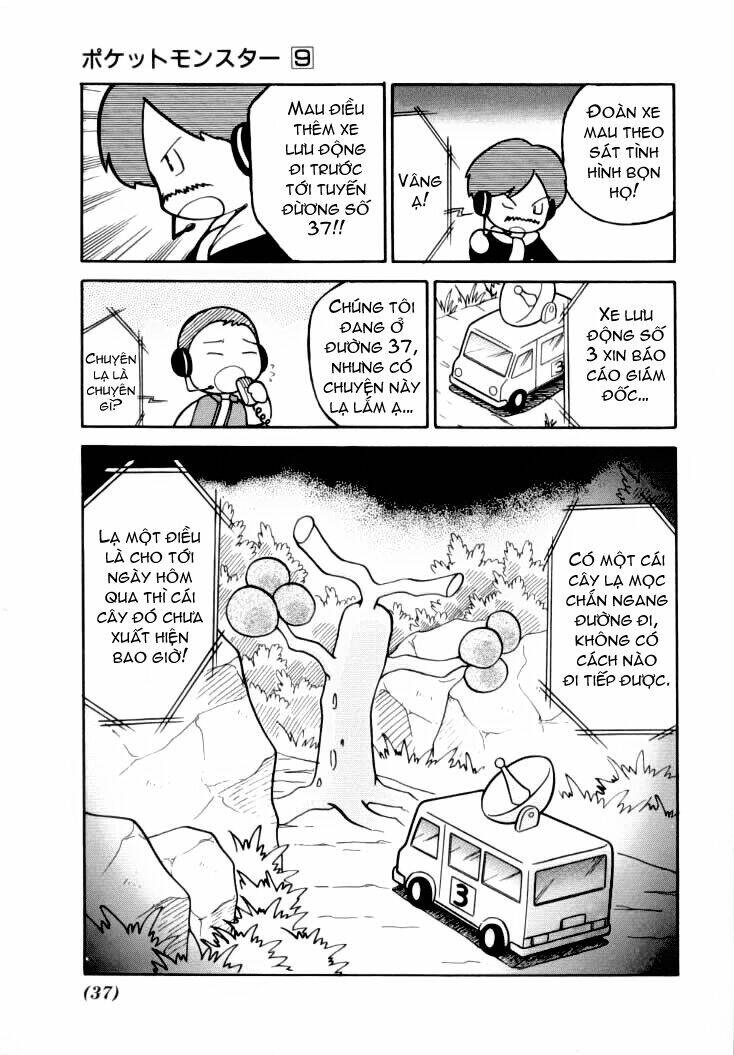 ポケットモンスター 9
ĐOÀN XE
MAU THEO
SÁT TÌNH
HÌNH BỌN
HỌ!
VÂNG
Ạ!
MAU ĐIỀU
THÊM XE
LƯU ĐỘNG
ĐI TRƯỚC
TỚI TUYẾN
ĐƯỜNG SỐ
37!!
XE LƯU
ĐỘNG SỐ
3 XIN BÁO
CÁO GIÁM
ĐỐC...
3
CHÚNG TÔI
ĐANG Ở
ĐƯỜNG 37,
NHƯNG CÓ
CHUYỆN NÀY
LẠ LẮM Ạ...
CHUYỆN
LẠ LÀ
CHUYỆN
GÌ?
CÓ MỘT CÁI
CÂY LẠ MỌC
CHẮN NGANG
ĐƯỜNG ĐI,
KHÔNG CÓ
CÁCH NÀO
ĐI TIẾP ĐƯỢC.
LẠ MỘT ĐIỀU
LÀ CHO TỚI
NGÀY HÔM
QUA THÌ CÁI
CÂY ĐÓ CHƯA
XUẤT HIỆN
BAO GIỜ!
3
(37)